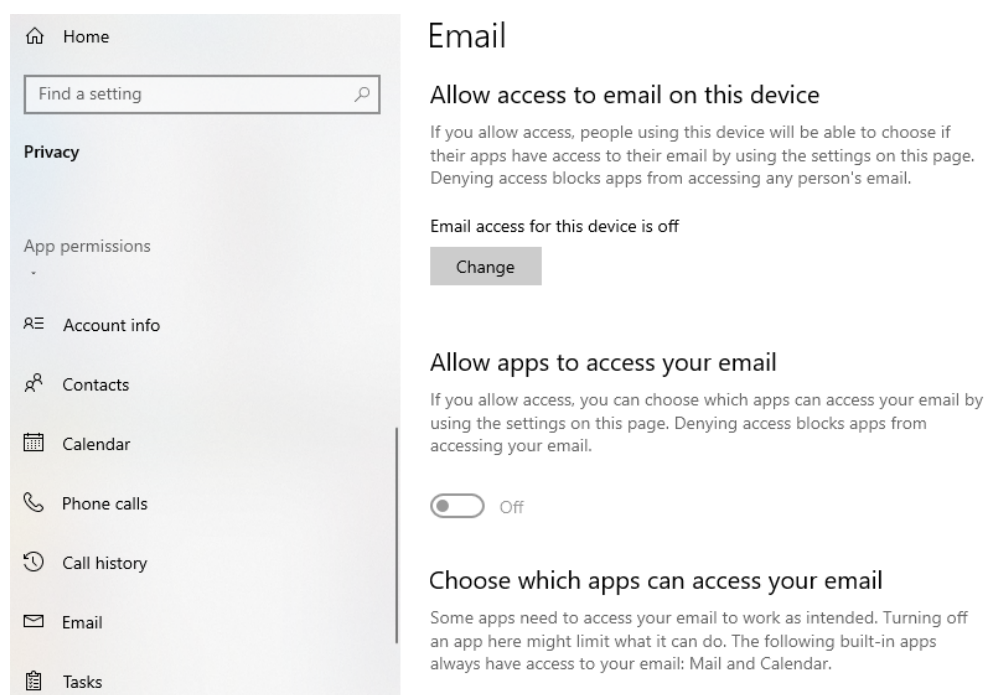 Home
Find a setting
Privacy
App permissions
Account info
Contacts
Calendar
Phone calls
Call history
Email
Tasks
Email
Allow access to email on this device
If you allow access, people using this device will be able to choose if
their apps have access to their email by using the settings on this page.
Denying access blocks apps from accessing any person's email.
Email access for this device is off
Change
Allow apps to access your email
If you allow access, you can choose which apps can access your email by
using the settings on this page. Denying access blocks apps from
accessing your email.
Off
Choose which apps can access your email
Some apps need to access your email to work as intended. Turning off
an app here might limit what it can do. The following built-in apps
always have access to your email: Mail and Calendar.